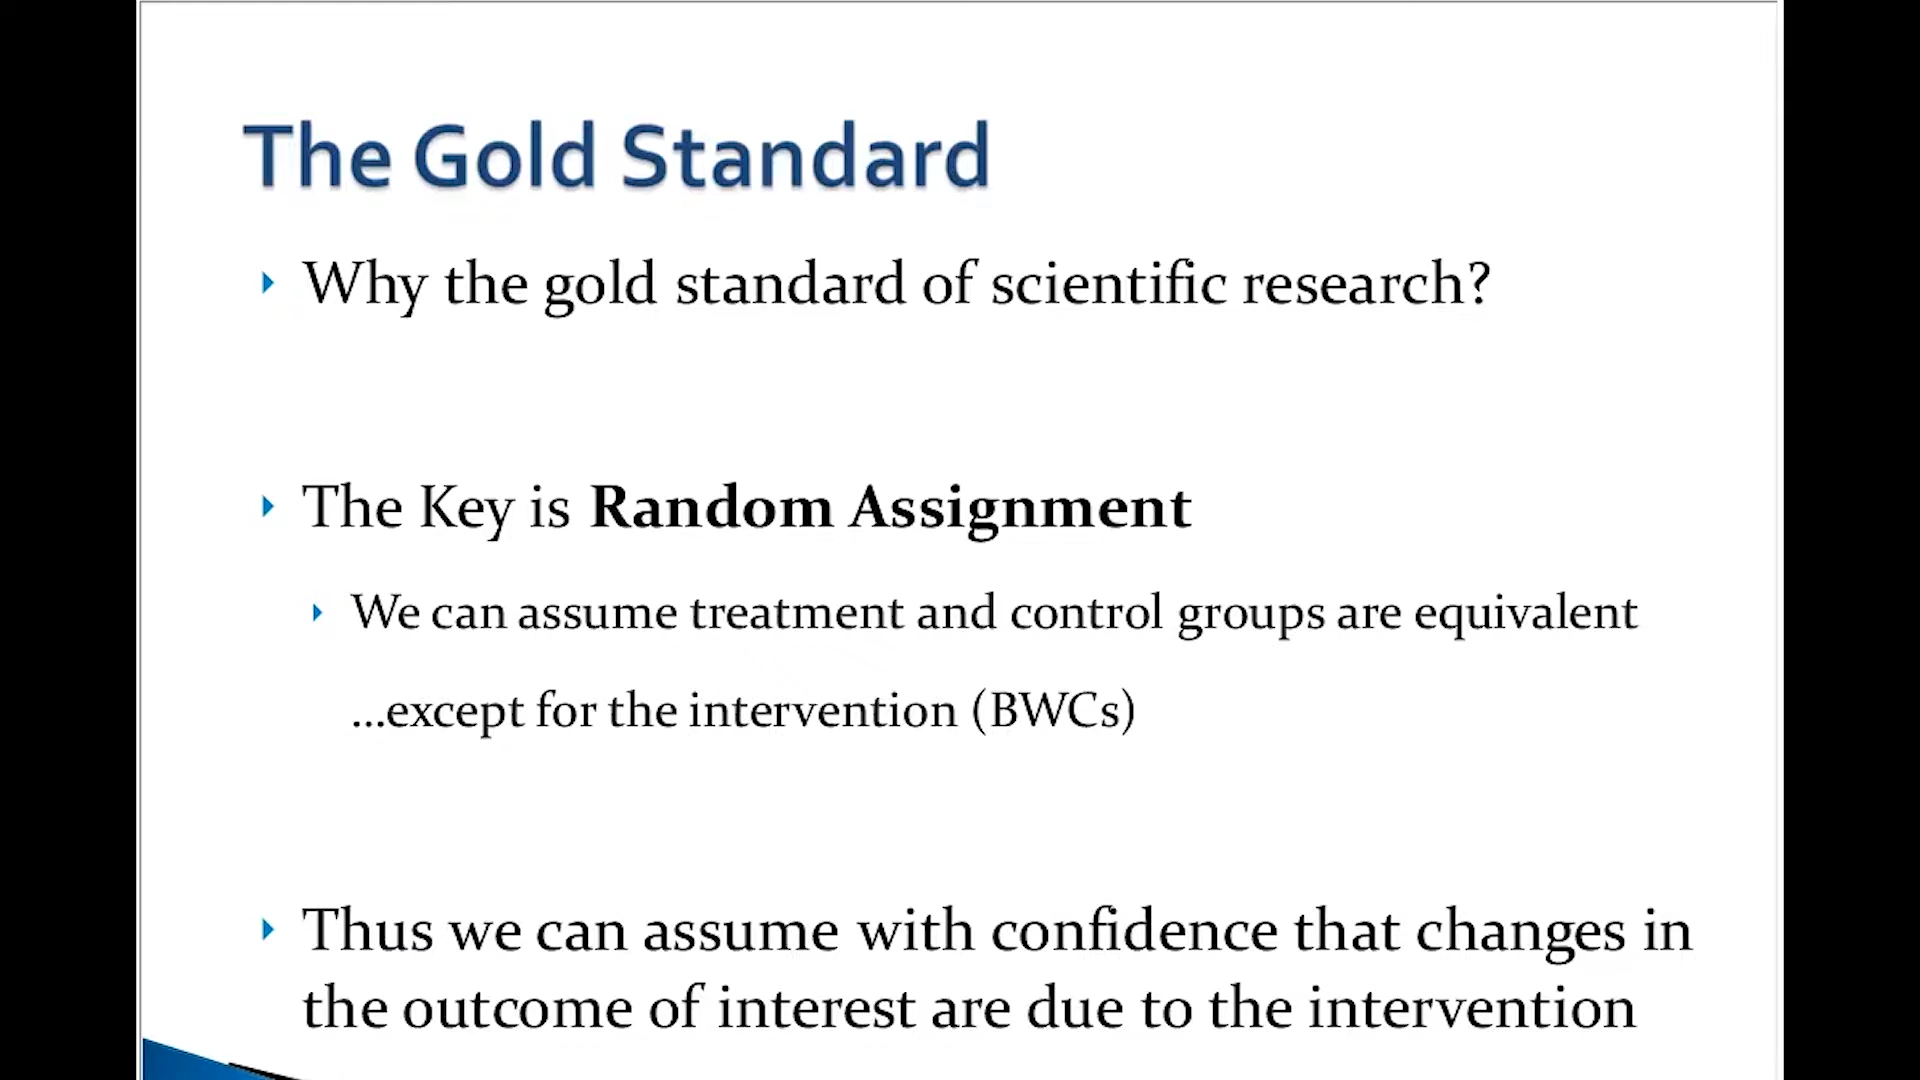 The Gold Standard
Why the gold standard of scientific research?
The Key is Random Assignment
We can assume treatment and control groups are equivalent
...except for the intervention (BWCs)
Thus we can assume with confidence that changes in
the outcome of interest are due to the intervention